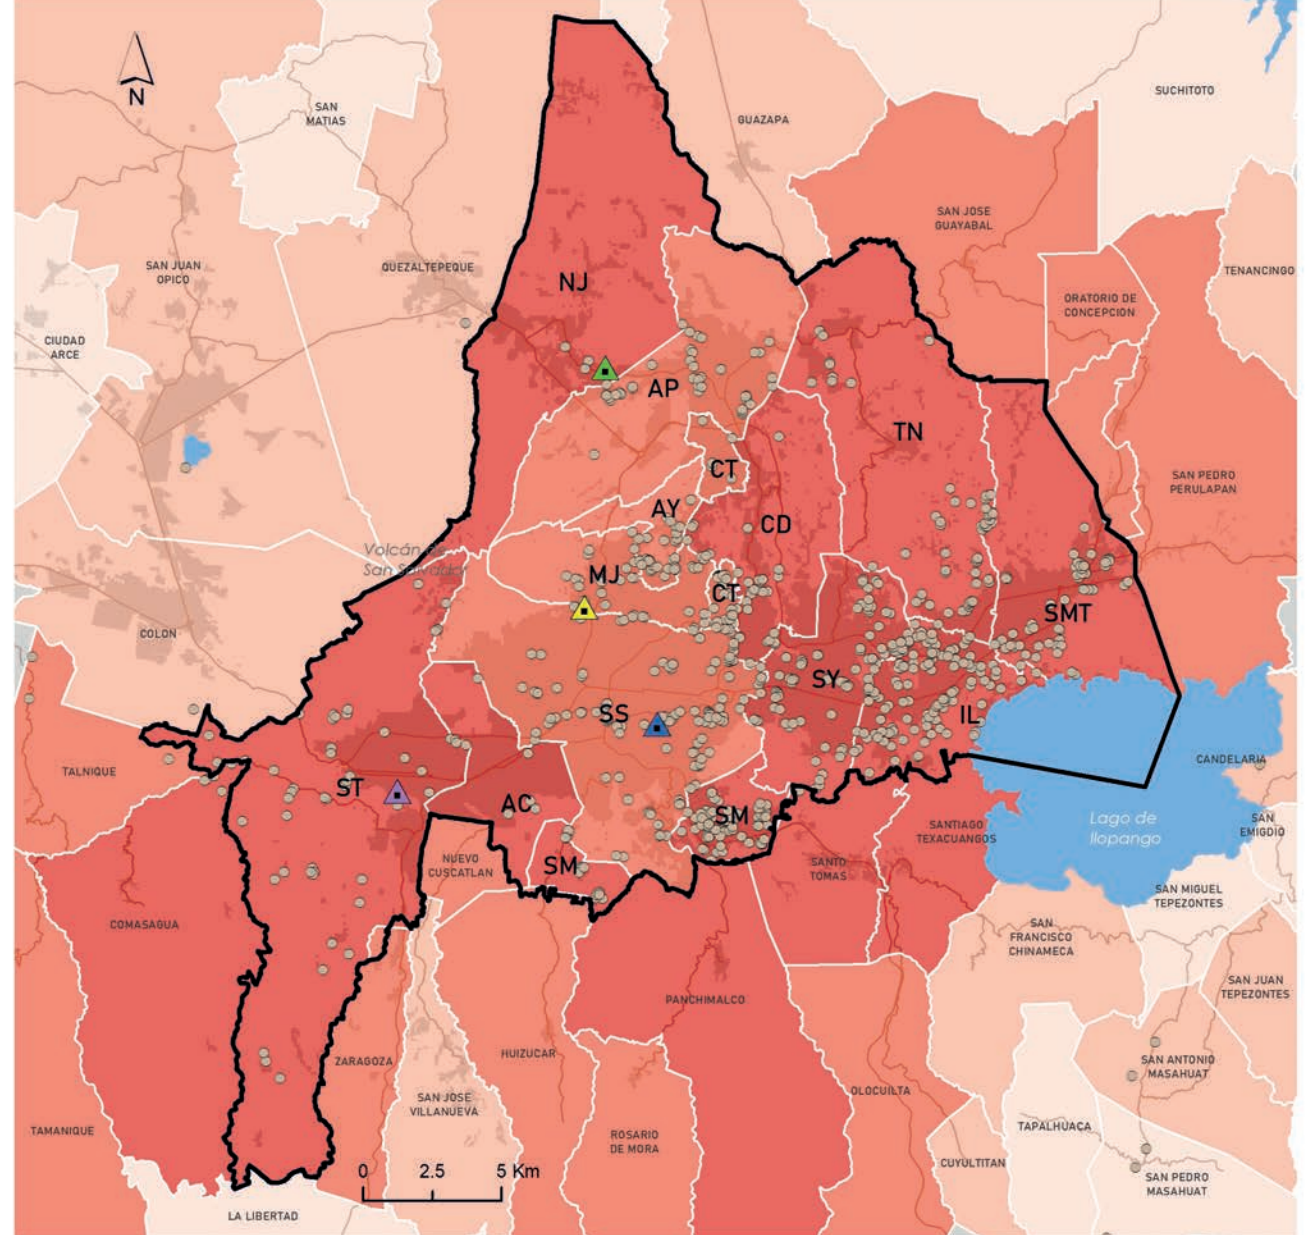 SUCHITOTO
N
SAN
MATIAS
GUAZAPA
SAN JOSE
GUAYABAL
SAN JUAN
OPICO
QUEZALTEPEQUE
NJ
TENANCINGO
ORATORIO DE
CONCEPCION
CIUDAD
ARCE
AP
TN
CT
SAN PEDRO
PERULAPAN
AY
CD
Volcán de
San Salvador
MJ
CT
SMT
COLON
SY
SS
IL
CANDELARIA
TALNIQUE
ST
AC
SM
Lago de
Ilopango
SANTIAGO
TEXACUANGOS
SAN
EMIGDIO
NUEVO
CUSCATLAN
SM
SANTO
TOMAS
SAN MIGUEL
TEPEZONTES
COMASAGUA
SAN
FRANCISCO
CHINAMECA
SAN JUAN
TEPEZONTES
PANCHIMALCO
ZARAGOZA
HUIZUCAR
SAN ANTONIO
MASAHUAT
OLOCUILTA
SAN JOSE
VILLANUEVA
TAMANIQUE
ROSARIO
DE MORA
TAPALHUACA
CUYULTITAN
0 2.5 5 Km
SAN PEDRO
MASAHUAT
LA LIBERTAD